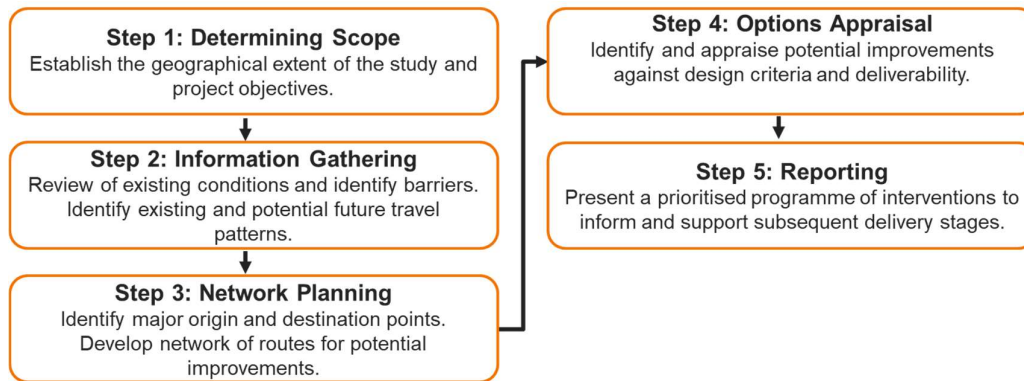 Step 1: Determining Scope
Establish the geographical extent of the study and
project objectives.
Step 2: Information Gathering
Review of existing conditions and identify barriers.
Identify existing and potential future travel
patterns.
Step 3: Network Planning
Identify major origin and destination points.
Develop network of routes for potential
improvements.
Step 4: Options Appraisal
Identify and appraise potential improvements
against design criteria and deliverability.
Step 5: Reporting
Present a prioritised programme of interventions to
inform and support subsequent delivery stages.